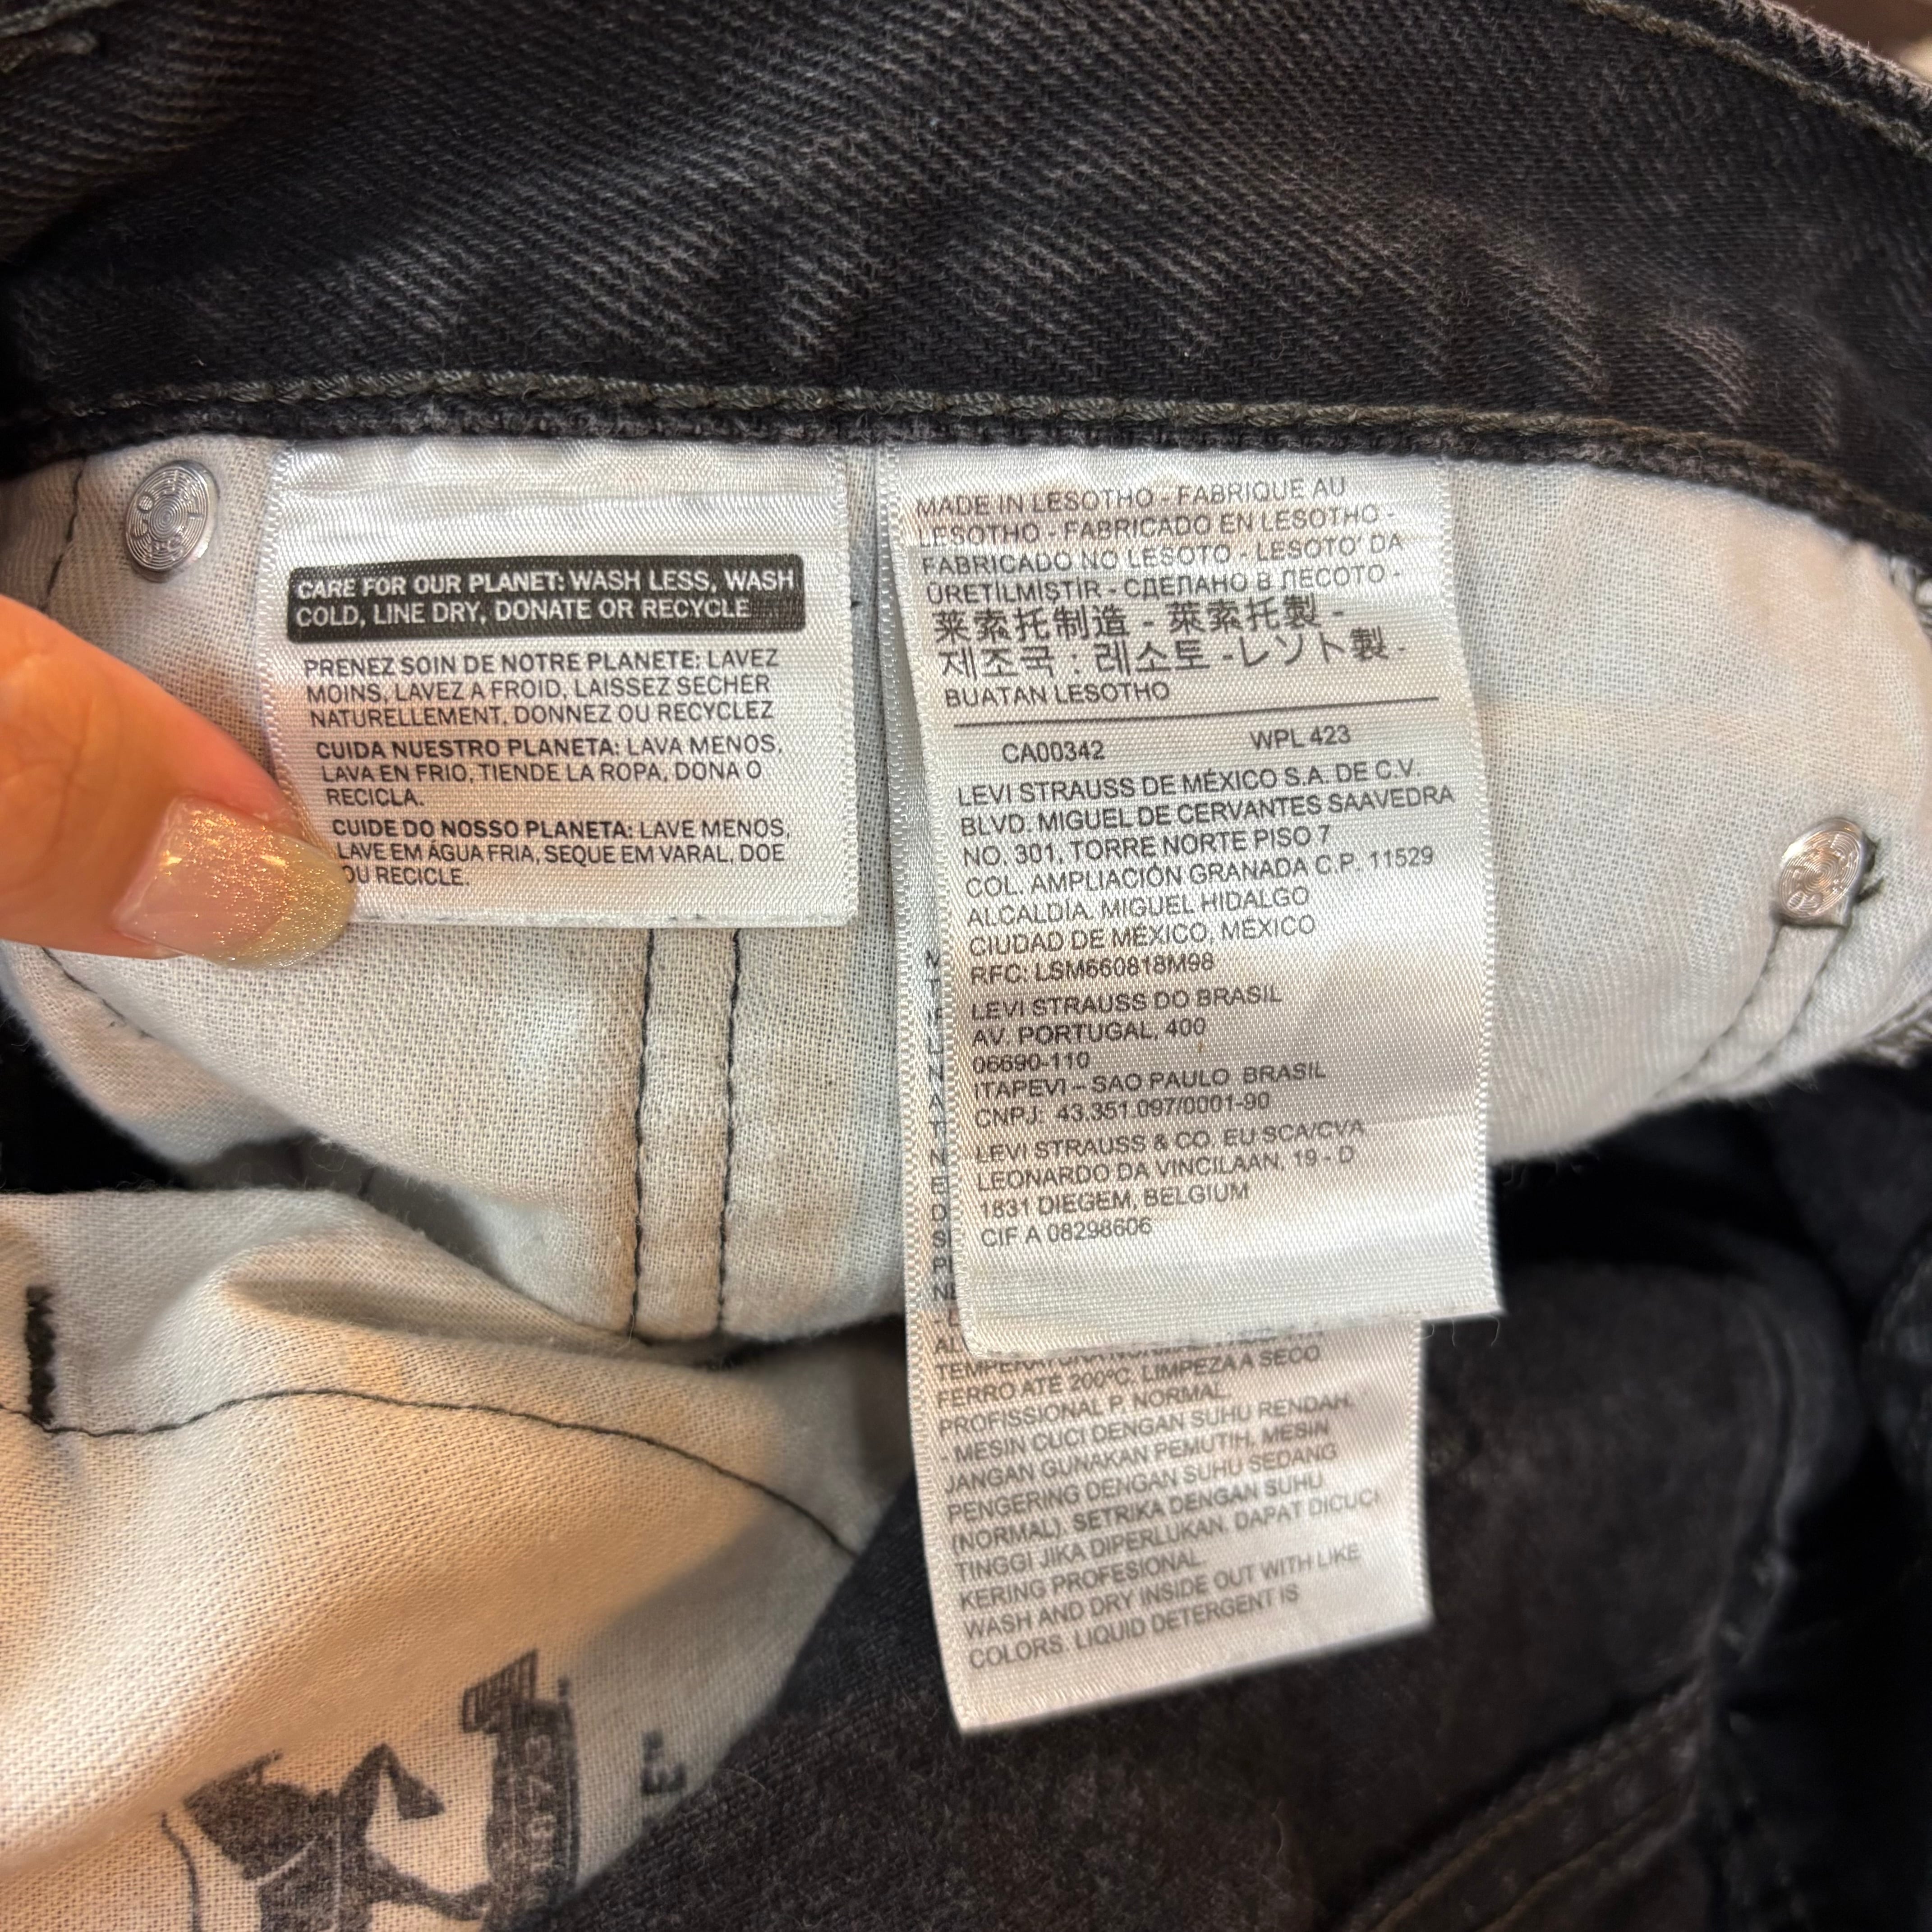 CARE FOR OUR PLANET: WASH LESS, WASH
COLD, LINE DRY, DONATE OR RECYCLE
PRENEZ SOIN DE NOTRE PLANETE: LAVEZ
MOINS, LAVEZ A FROID, LAISSEZ SECHER
NATURELLEMENT, DONNEZ OU RECYCLEZ
CUIDA NUESTRO PLANETA: LAVA MENOS,
LAVA EN FRIO, TIENDE LA ROPA, DONA O
RECICLA.
CUIDE DO NOSSO PLANETA: LAVE MENOS,
LAVE EM ÁGUA FRIA, SEQUE EM VARAL, DOE
OU RECICLE.
MADE IN LESOTHO - FABRIQUE AU
LESOTHO - FABRICADO EN LESOTHO -
FABRICADO NO LESOTO - LESOTO' DA
ÜRETİLMİSTİR - СДЕЛАНО В ЛЕСОТО -
莱索托制造 - 萊索托製 -
제조국 : 레소토 -レソト製 -
BUATAN LESOTHO
CA00342 WPL 423
LEVI STRAUSS DE MÉXICO S.A. DE C.V.
BLVD. MIGUEL DE CERVANTES SAAVEDRA
NO. 301, TORRE NORTE PISO 7
COL. AMPLIACIÓN GRANADA C.P. 11529
ALCALDÍA. MIGUEL HIDALGO
CIUDAD DE MÉXICO, MÉXICO
RFC: LSM660818M98
LEVI STRAUSS DO BRASIL
AV. PORTUGAL, 400
06690-110
ITAPEVI – SAO PAULO BRASIL
CNPJ: 43.351.097/0001-90
LEVI STRAUSS & CO. EU SCA/CVA
LEONARDO DA VINCILAAN, 19 - D
1831 DIEGEM, BELGIUM
CIF A 08298606
FERRO ATÉ 200ºC. LIMPEZA A SECO
PROFISSIONAL P. NORMAL.
- MESIN CUCI DENGAN SUHU RENDAH.
JANGAN GUNAKAN PEMUTIH. MESIN
PENGERING DENGAN SUHU SEDANG
(NORMAL). SETRIKA DENGAN SUHU
TINGGI JIKA DIPERLUKAN. DAPAT DICUCI
KERING PROFESIONAL.
WASH AND DRY INSIDE OUT WITH LIKE
COLORS. LIQUID DETERGENT IS